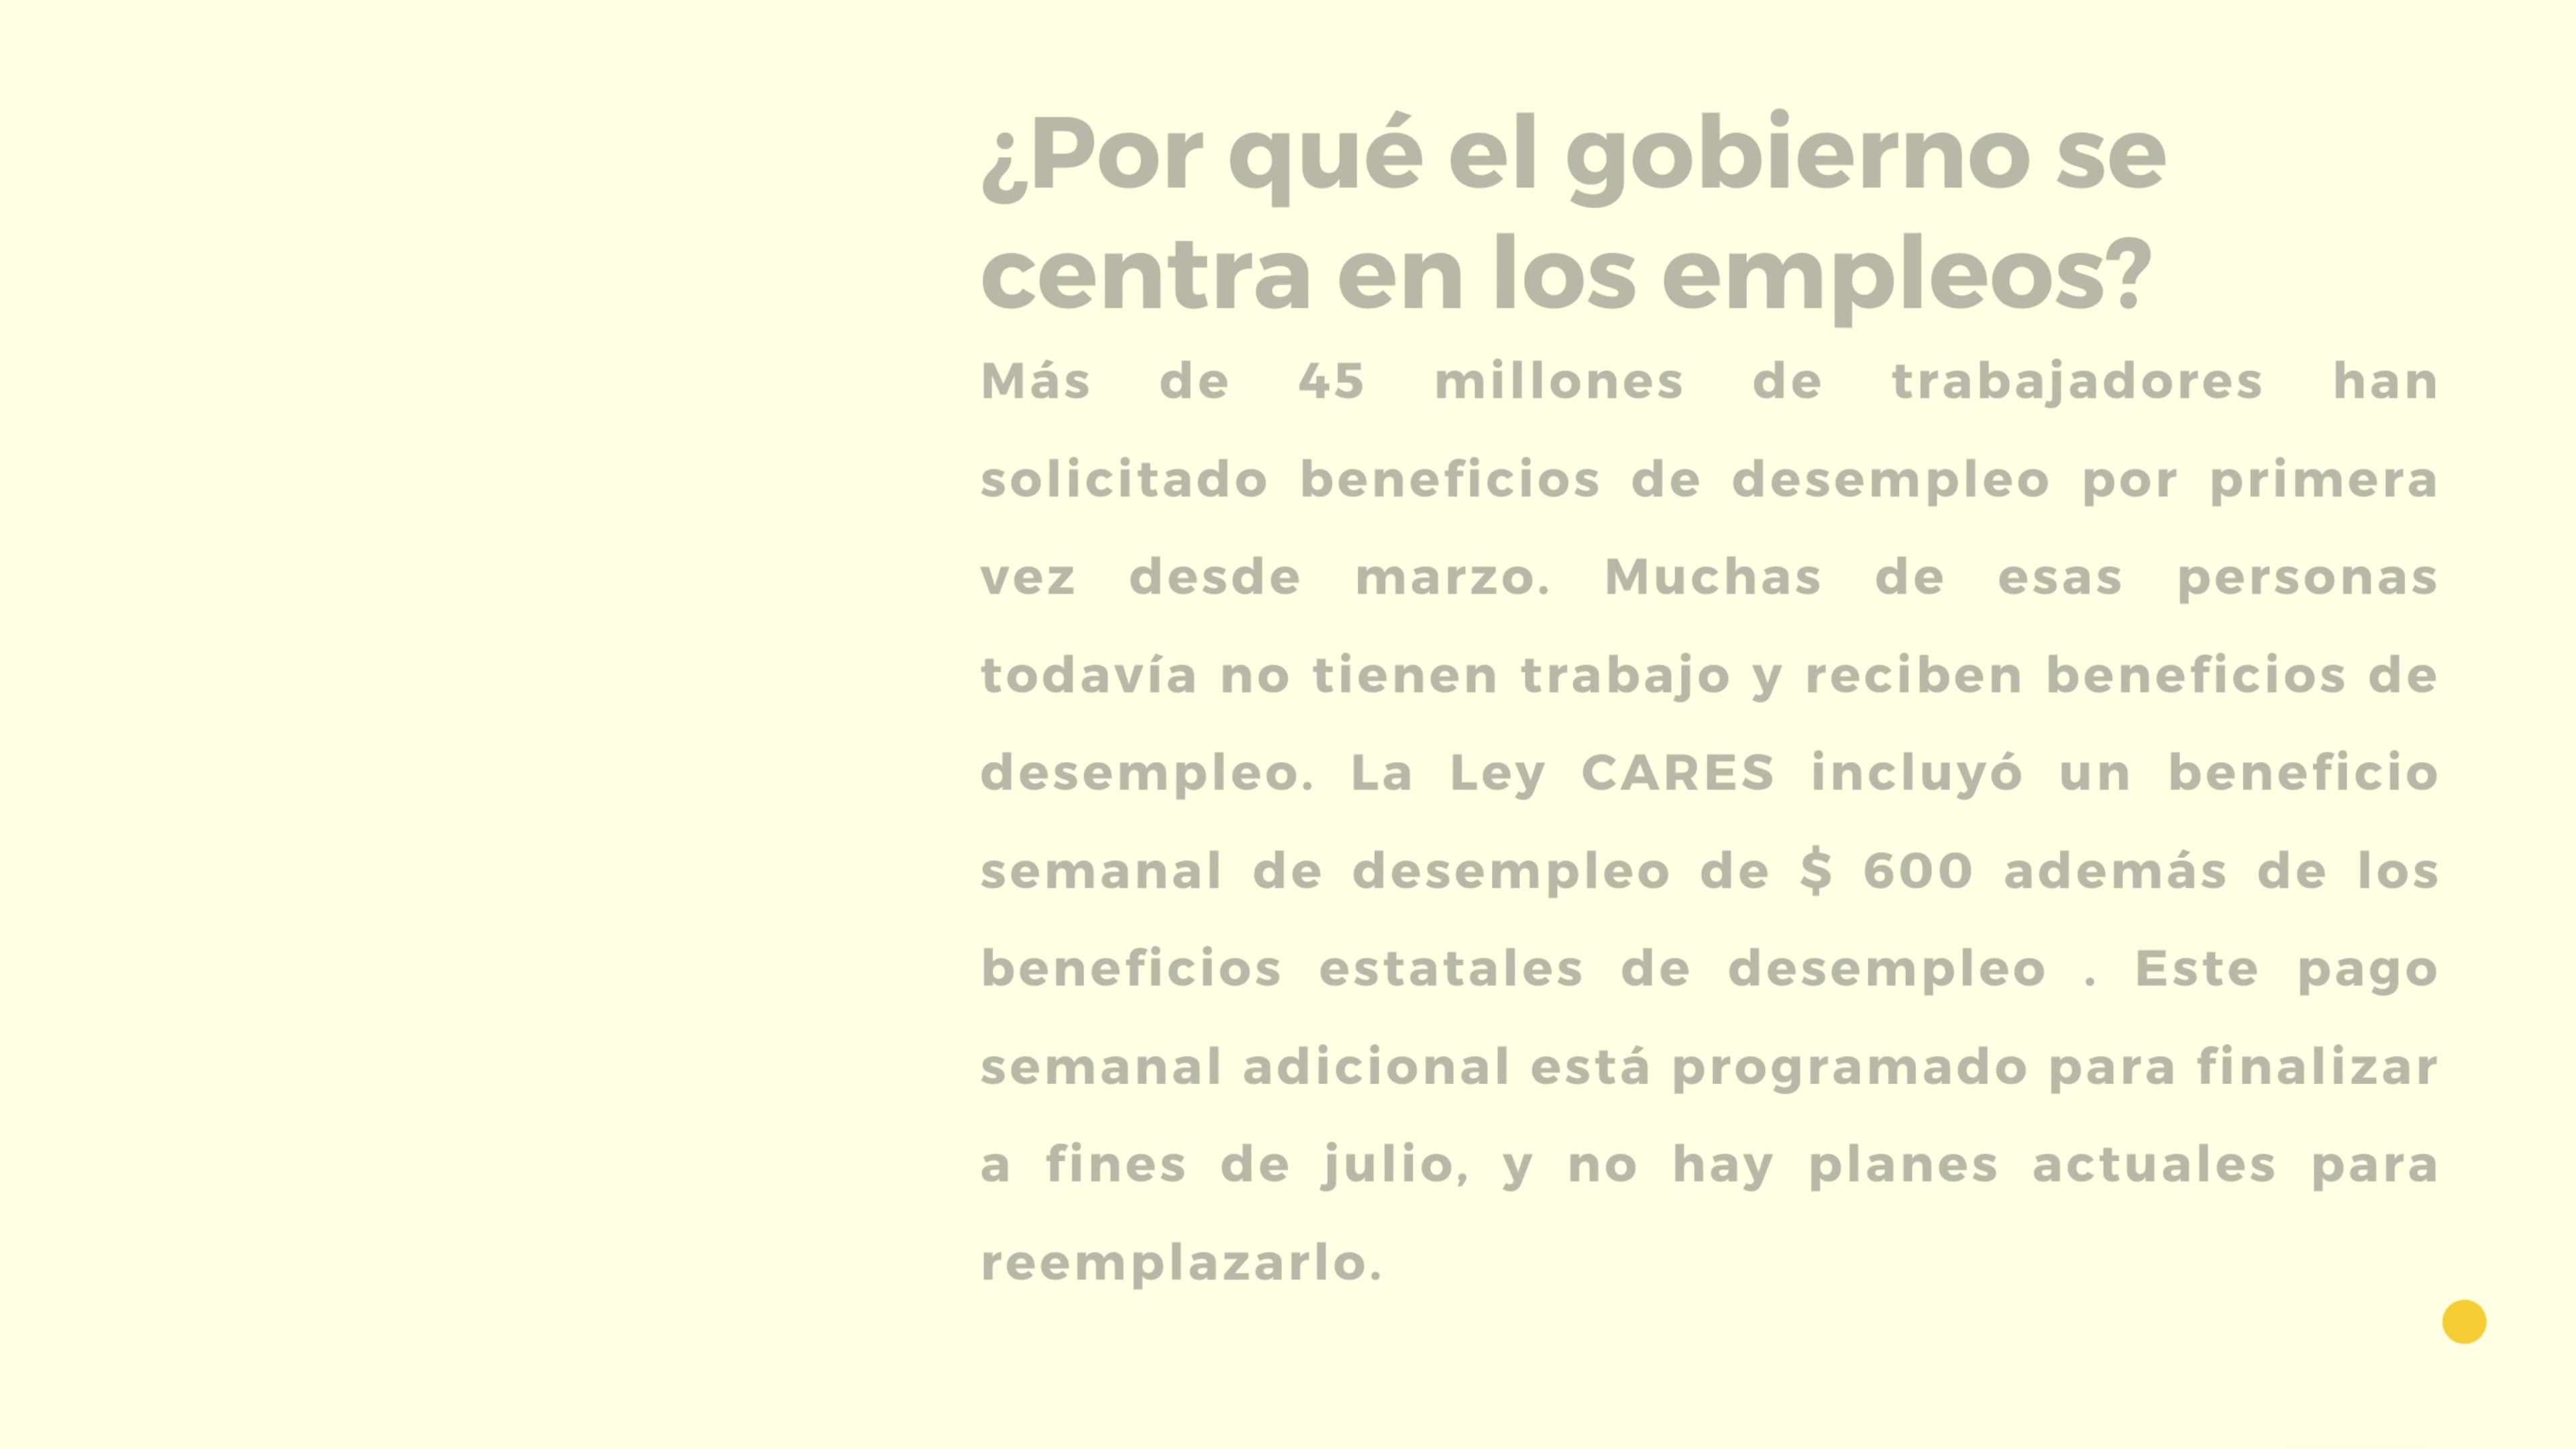 ¿Por qué el gobierno se
centra en los empleos?
Más de 45 millones de trabajadores han
solicitado beneficios de desempleo por primera
vez desde marzo. Muchas de esas personas
todavía no tienen trabajo y reciben beneficios de
desempleo. La Ley CARES incluyó un beneficio
semanal de desempleo de $ 600 además de los
beneficios estatales de desempleo . Este pago
semanal adicional está programado para finalizar
a fines de julio, y no hay planes actuales para
reemplazarlo.